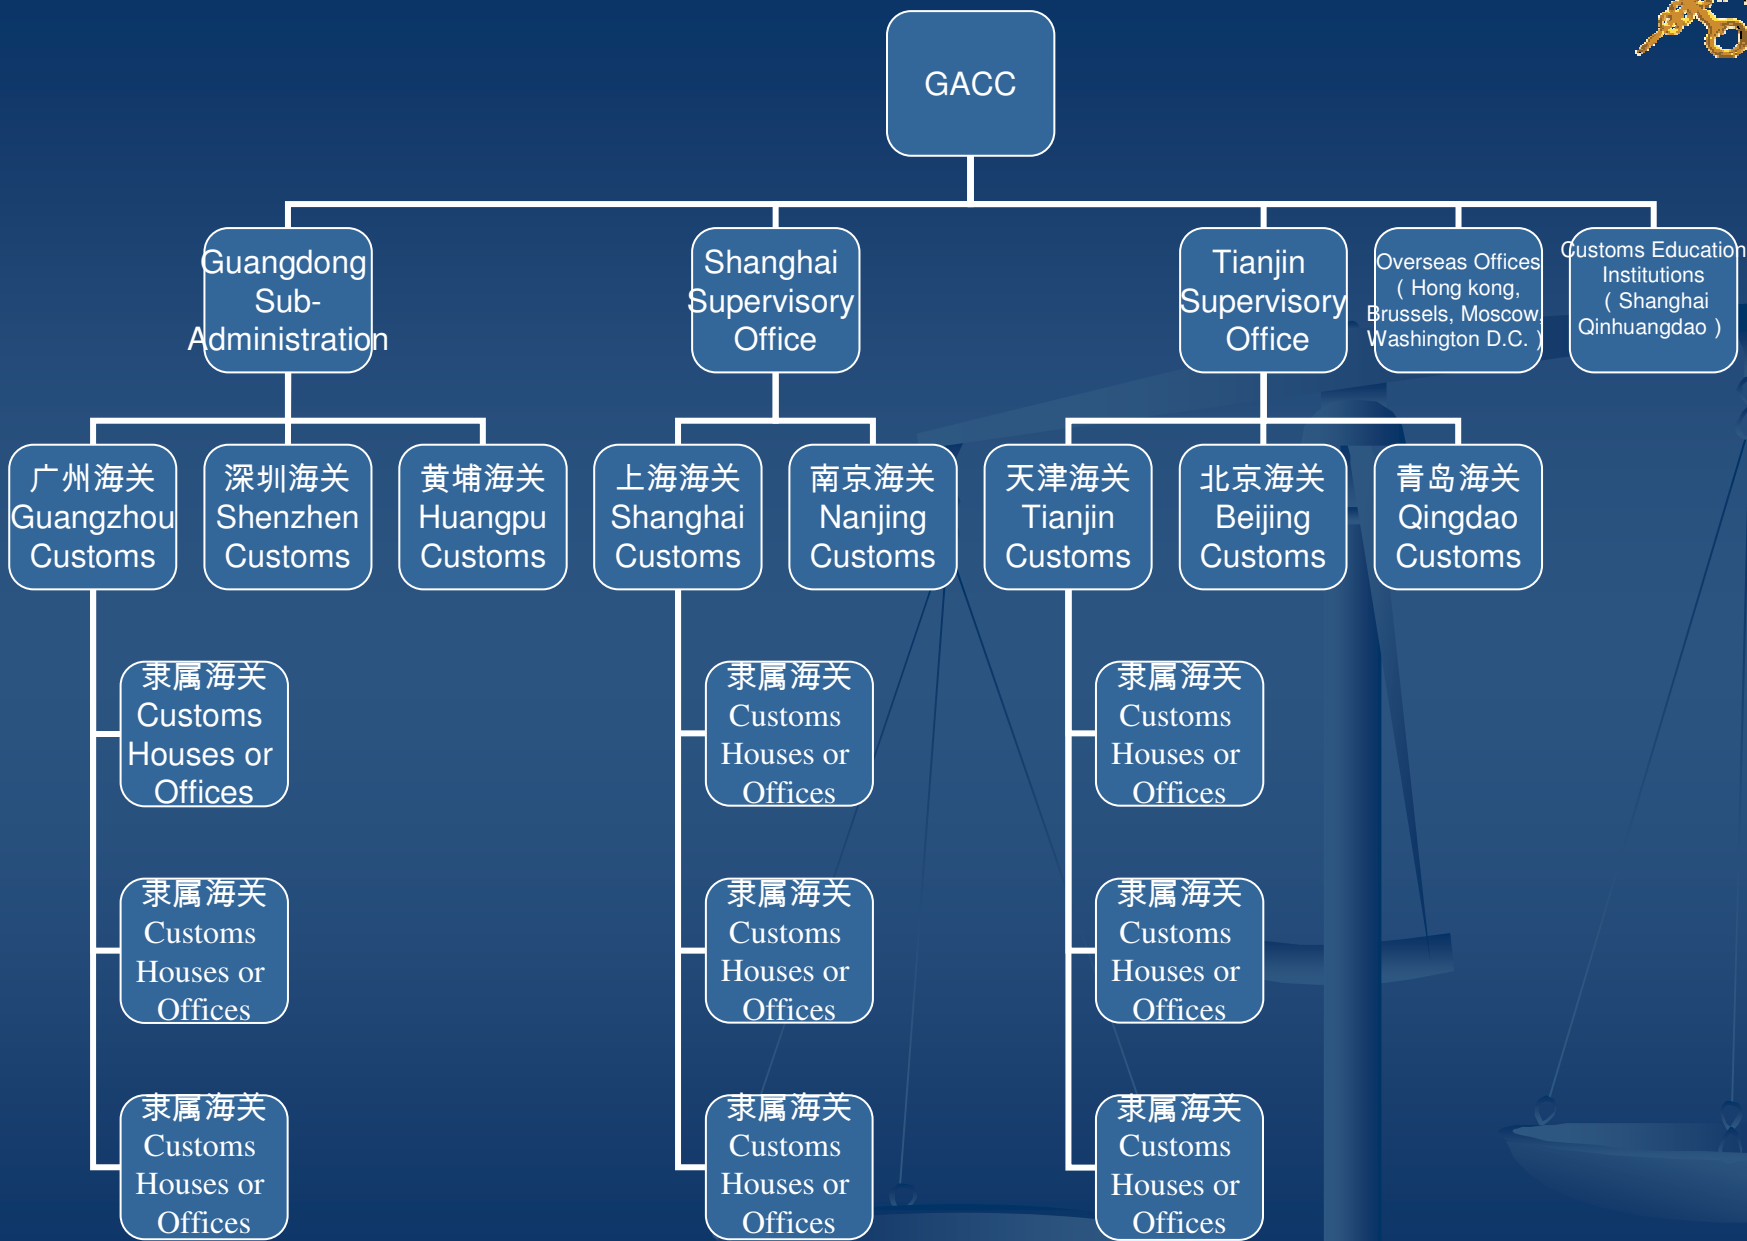 GACC
Guangdong
Sub-
Administration
Shanghai
Supervisory
Office
Tianjin
Supervisory
Office
Overseas Offices
( Hong kong,
Brussels, Moscow,
Washington D.C. )
Customs Education
Institutions
( Shanghai
Qinhuangdao )
广州海关
Guangzhou
Customs
深圳海关
Shenzhen
Customs
黄埔海关
Huangpu
Customs
上海海关
Shanghai
Customs
南京海关
Nanjing
Customs
天津海关
Tianjin
Customs
北京海关
Beijing
Customs
青岛海关
Qingdao
Customs
隶属海关
Customs
Houses or
Offices
隶属海关
Customs
Houses or
Offices
隶属海关
Customs
Houses or
Offices
隶属海关
Customs
Houses or
Offices
隶属海关
Customs
Houses or
Offices
隶属海关
Customs
Houses or
Offices
隶属海关
Customs
Houses or
Offices
隶属海关
Customs
Houses or
Offices
隶属海关
Customs
Houses or
Offices